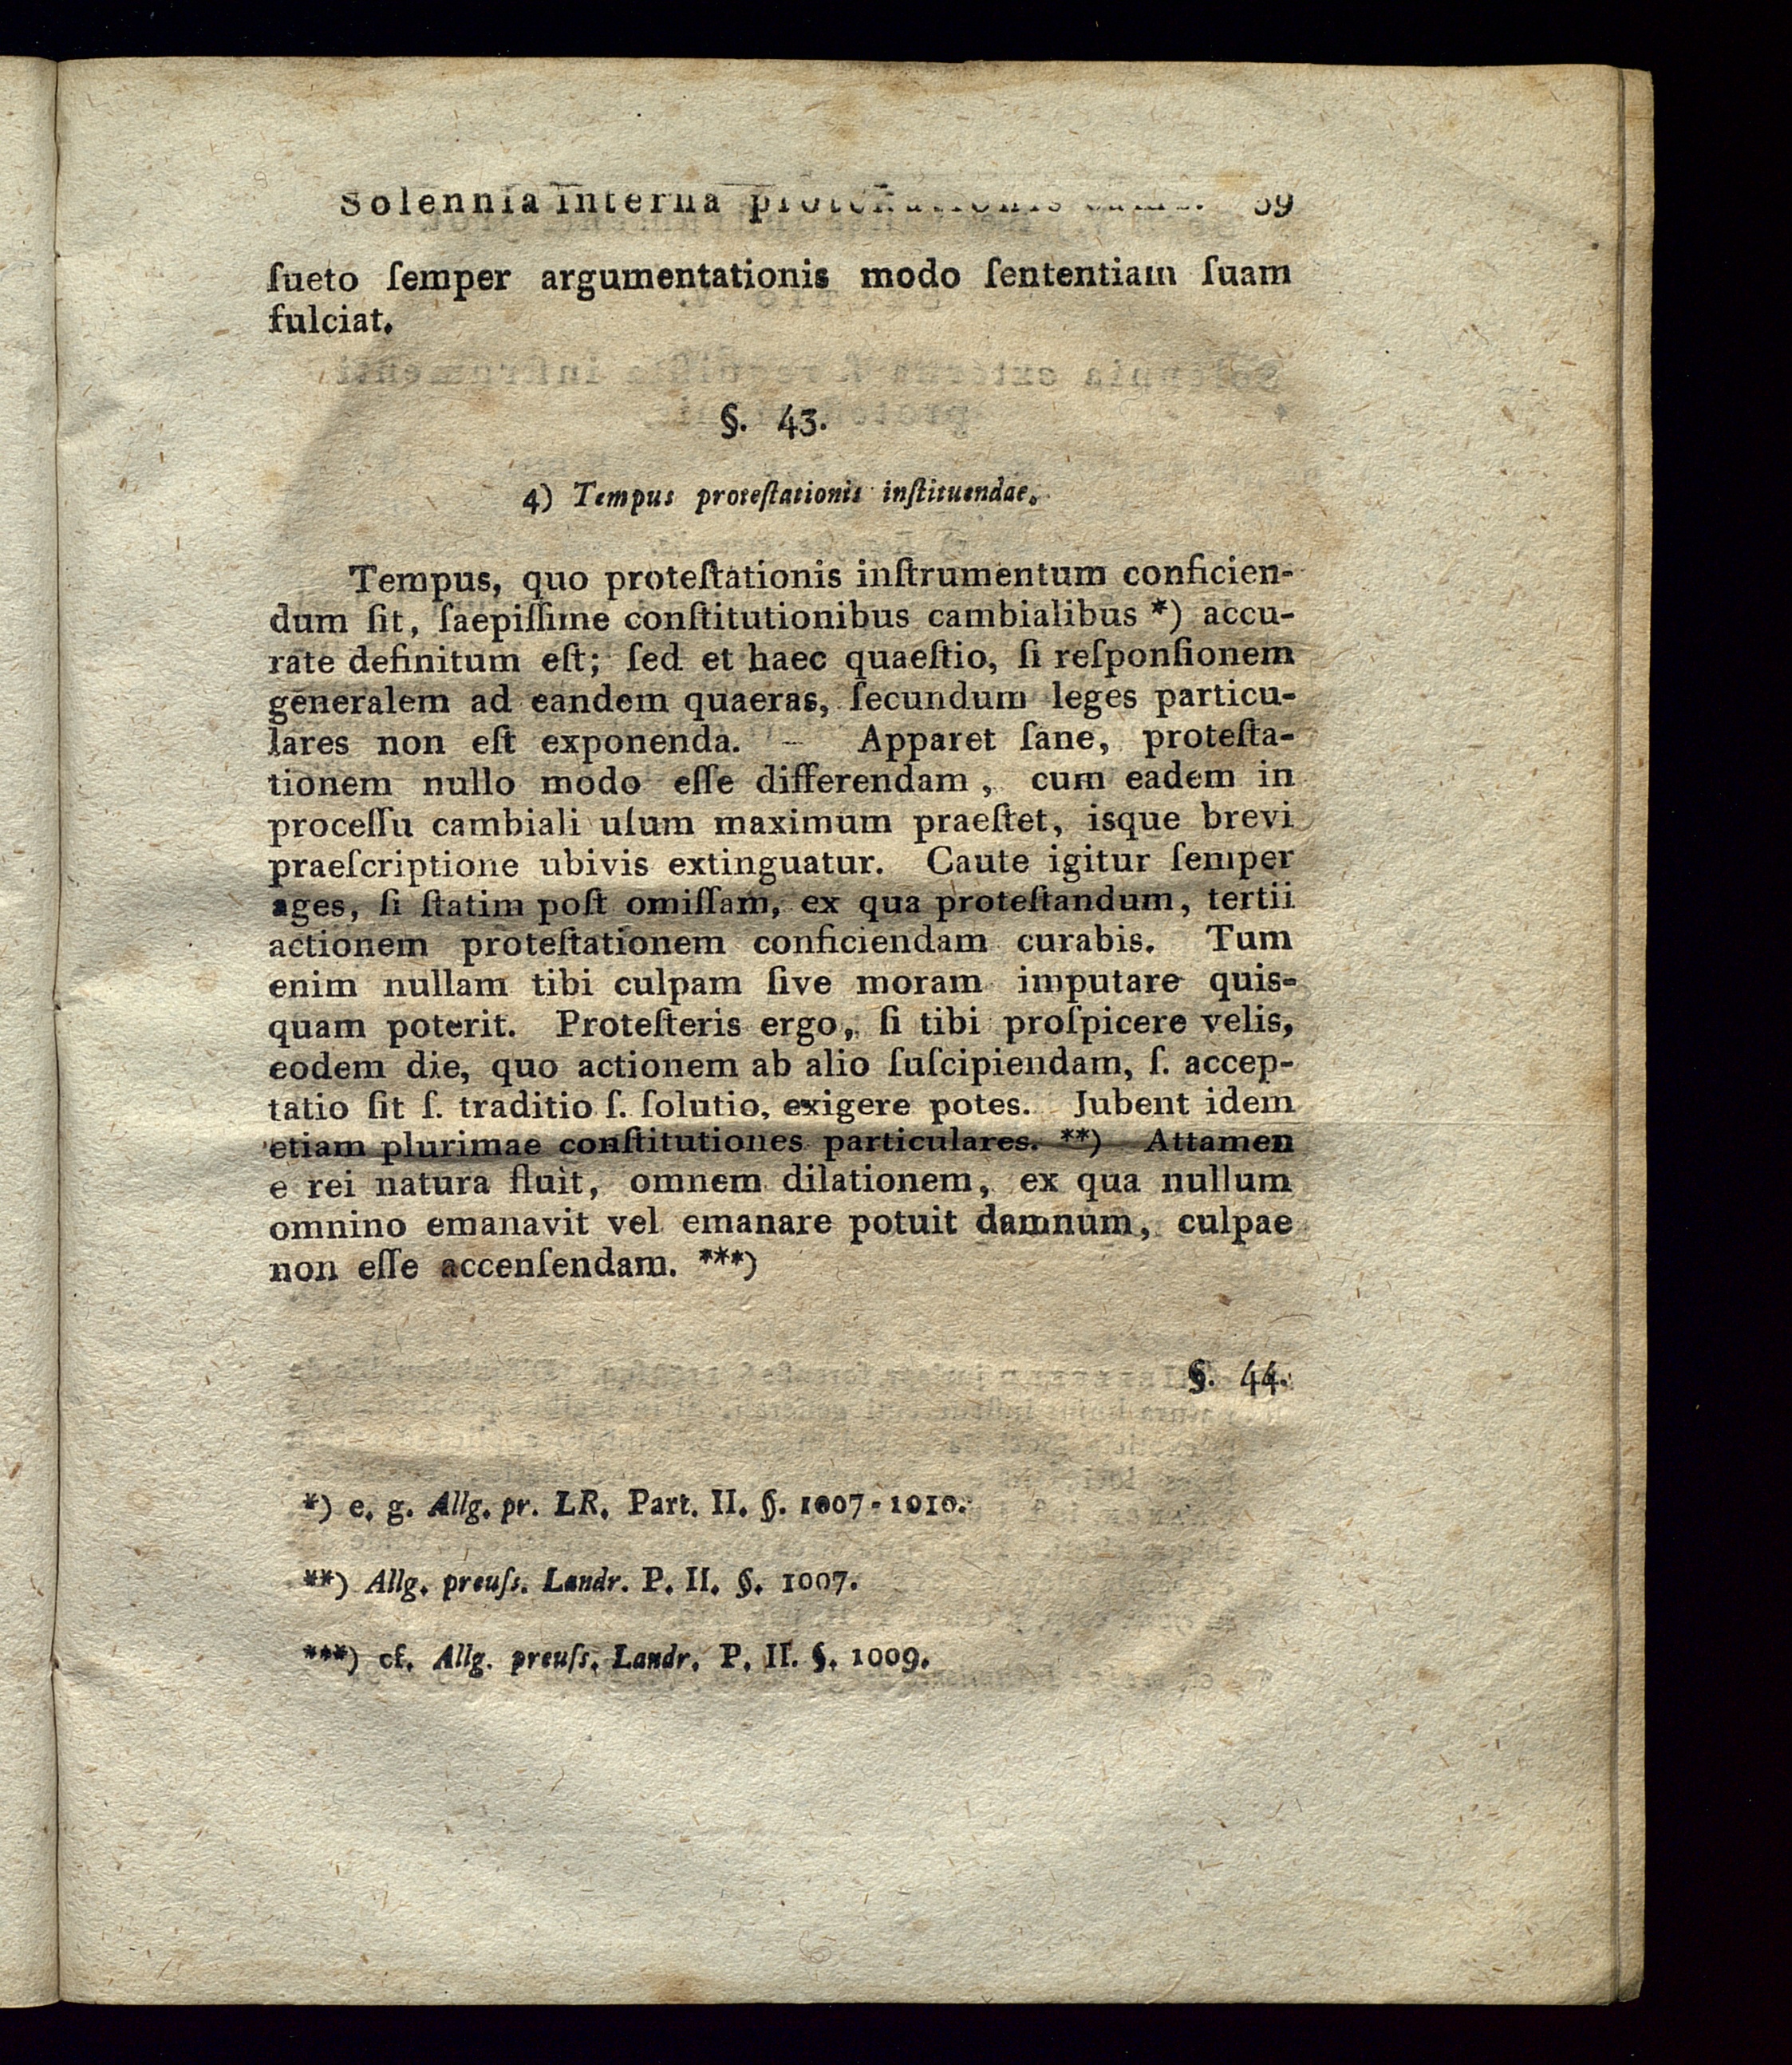 Solennia interna 59
ſueto ſemper argumentationis modo ſententiam ſuam
fulciat.
§. 43.
4) Tempus proteſtationis inſtituendae.
Tempus, quo proteſtationis inſtrumentum conficien-
dum ſit, ſaepiſſime conſtitutionibus cambialibus *) accu-
rate definitum eſt; ſed et haec quaeſtio, ſi reſponſionem
generalem ad eandem quaeras, ſecundum leges particu-
lares non eſt exponenda. – Apparet ſane, proteſta-
tionem nullo modo eſſe differendam, cum eadem in
proceſſu cambiali uſum maximum praeſtet, isque brevi
praeſcriptione ubivis extinguatur. Caute igitur ſemper
ages, ſi ſtatim poſt omiſſam, ex qua proteſtandum, tertii
actionem proteſtationem conficiendam curabis. Tum
enim nullam tibi culpam ſive moram imputare quis-
quam poterit. Proteſteris ergo, ſi tibi proſpicere velis,
eodem die, quo actionem ab alio ſuſcipiendam, ſ. accep-
tatio ſit ſ. traditio ſ. ſolutio, exigere potes. Jubent idem
etiam plurimae conſtitutiones particulares. **) Attamen
e rei natura fluit, omnem dilationem, ex qua nullum
omnino emanavit vel emanare potuit damnum, culpae
non eſſe accenſendam. ***)
§. 44.
*) e. g. Allg. pr. LR. Part. II. §. 1007-1010.
**) Allg. preuſs. Landr. P. II. §. 1007.
***) cf. Allg. preuſs. Landr. P. II. §. 1009.